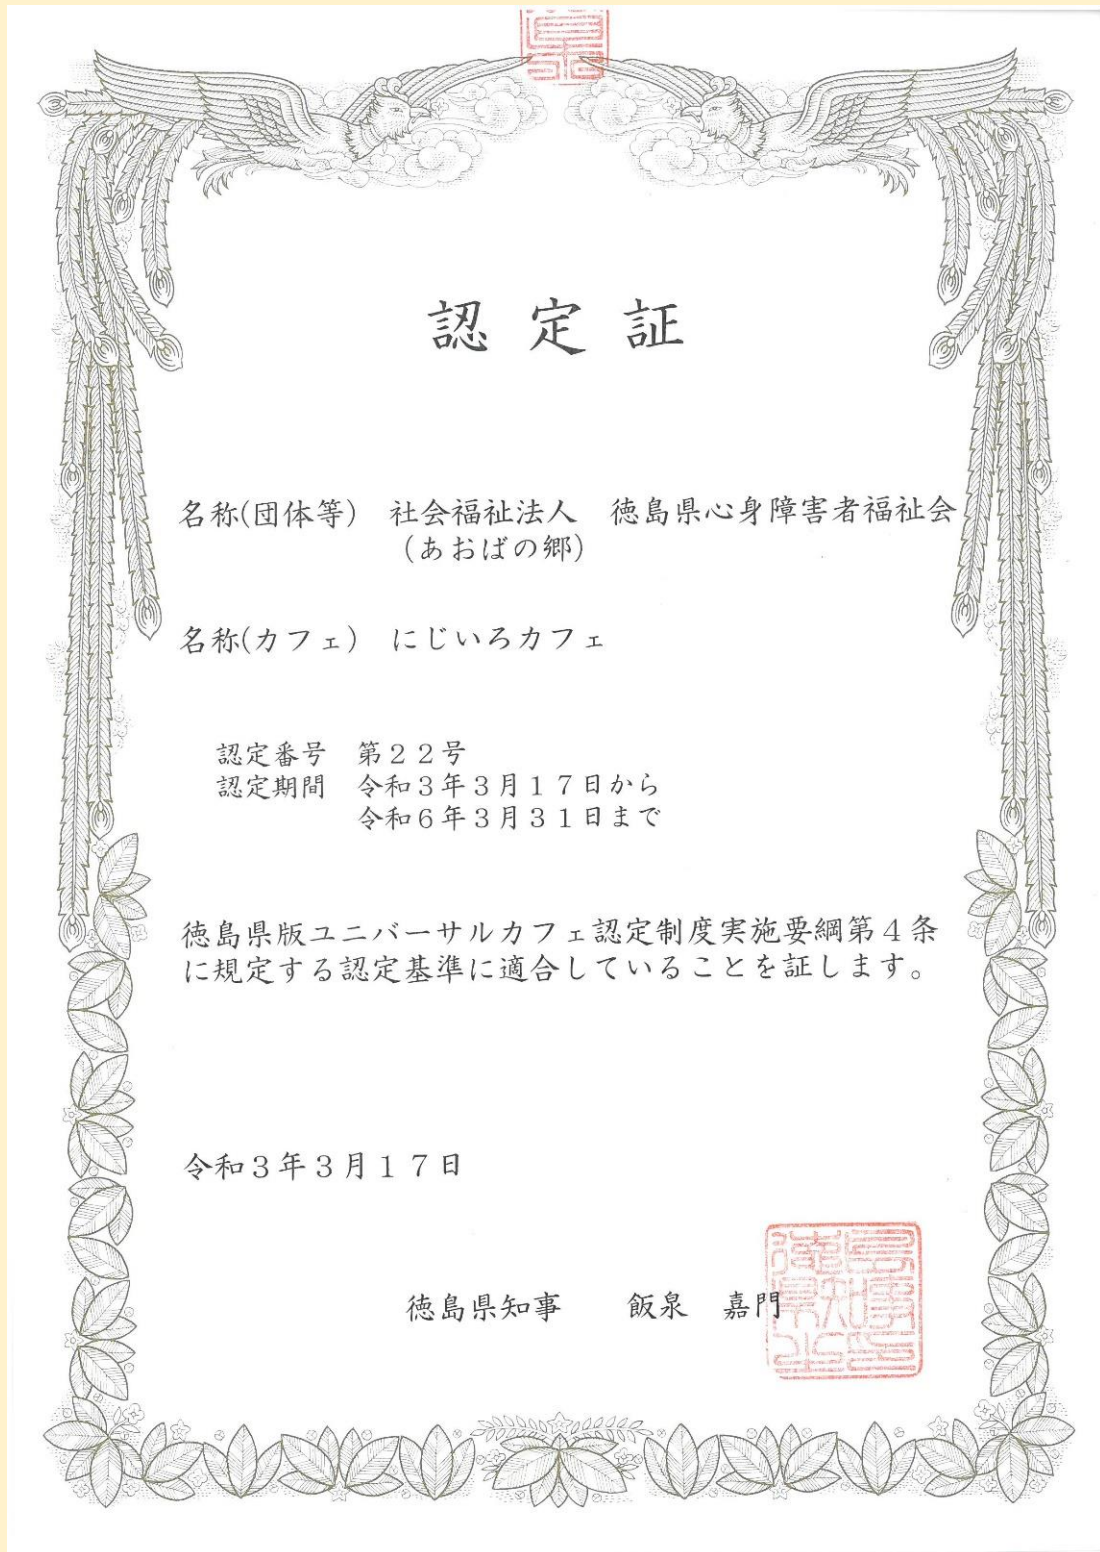 認定証
名称(団体等) 社会福祉法人 徳島県心身障害者福祉会
(あおばの郷)
名称(カフェ) にじいろカフェ
認定番号 第22号
認定期間 令和3年3月17日から
令和6年3月31日まで
徳島県版ユニバーサルカフェ認定制度実施要綱第4条
に規定する認定基準に適合していることを証します。
令和3年3月17日
徳島県知事 飯泉 嘉門